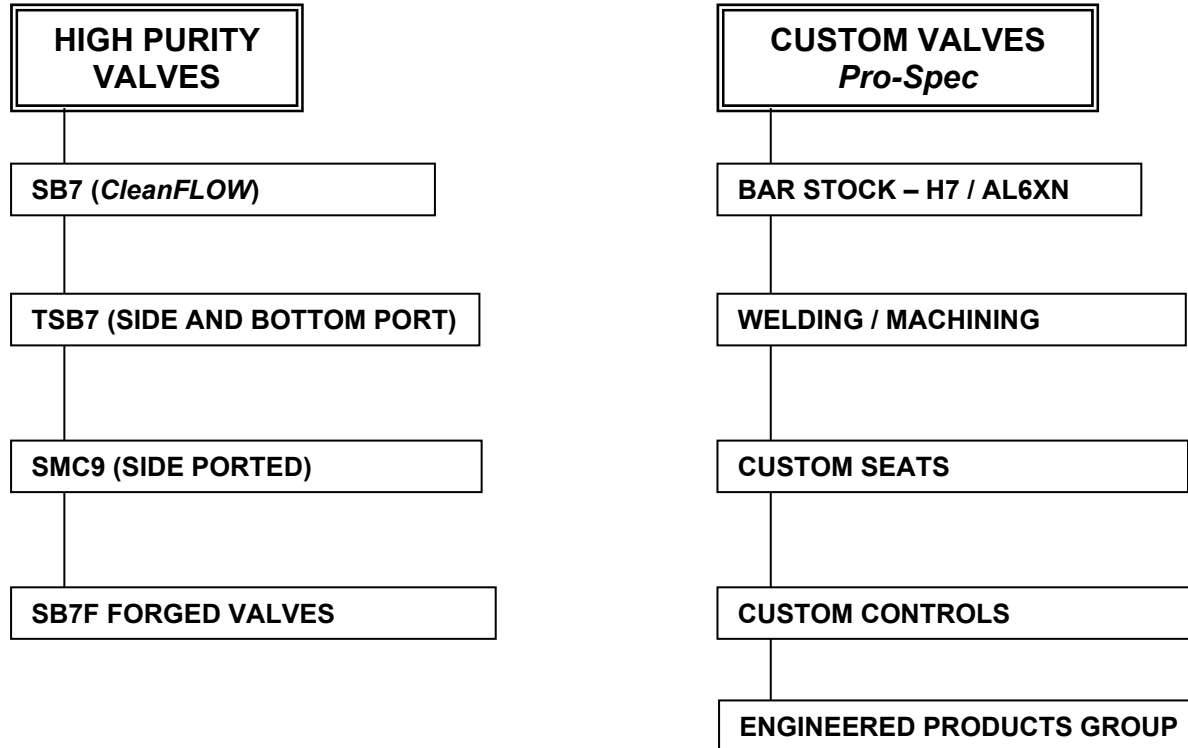 HIGH PURITY
VALVES
SB7 (CleanFLOW)
TSB7 (SIDE AND BOTTOM PORT)
SMC9 (SIDE PORTED)
SB7F FORGED VALVES
CUSTOM VALVES
Pro-Spec
BAR STOCK – H7 / AL6XN
WELDING / MACHINING
CUSTOM SEATS
CUSTOM CONTROLS
ENGINEERED PRODUCTS GROUP